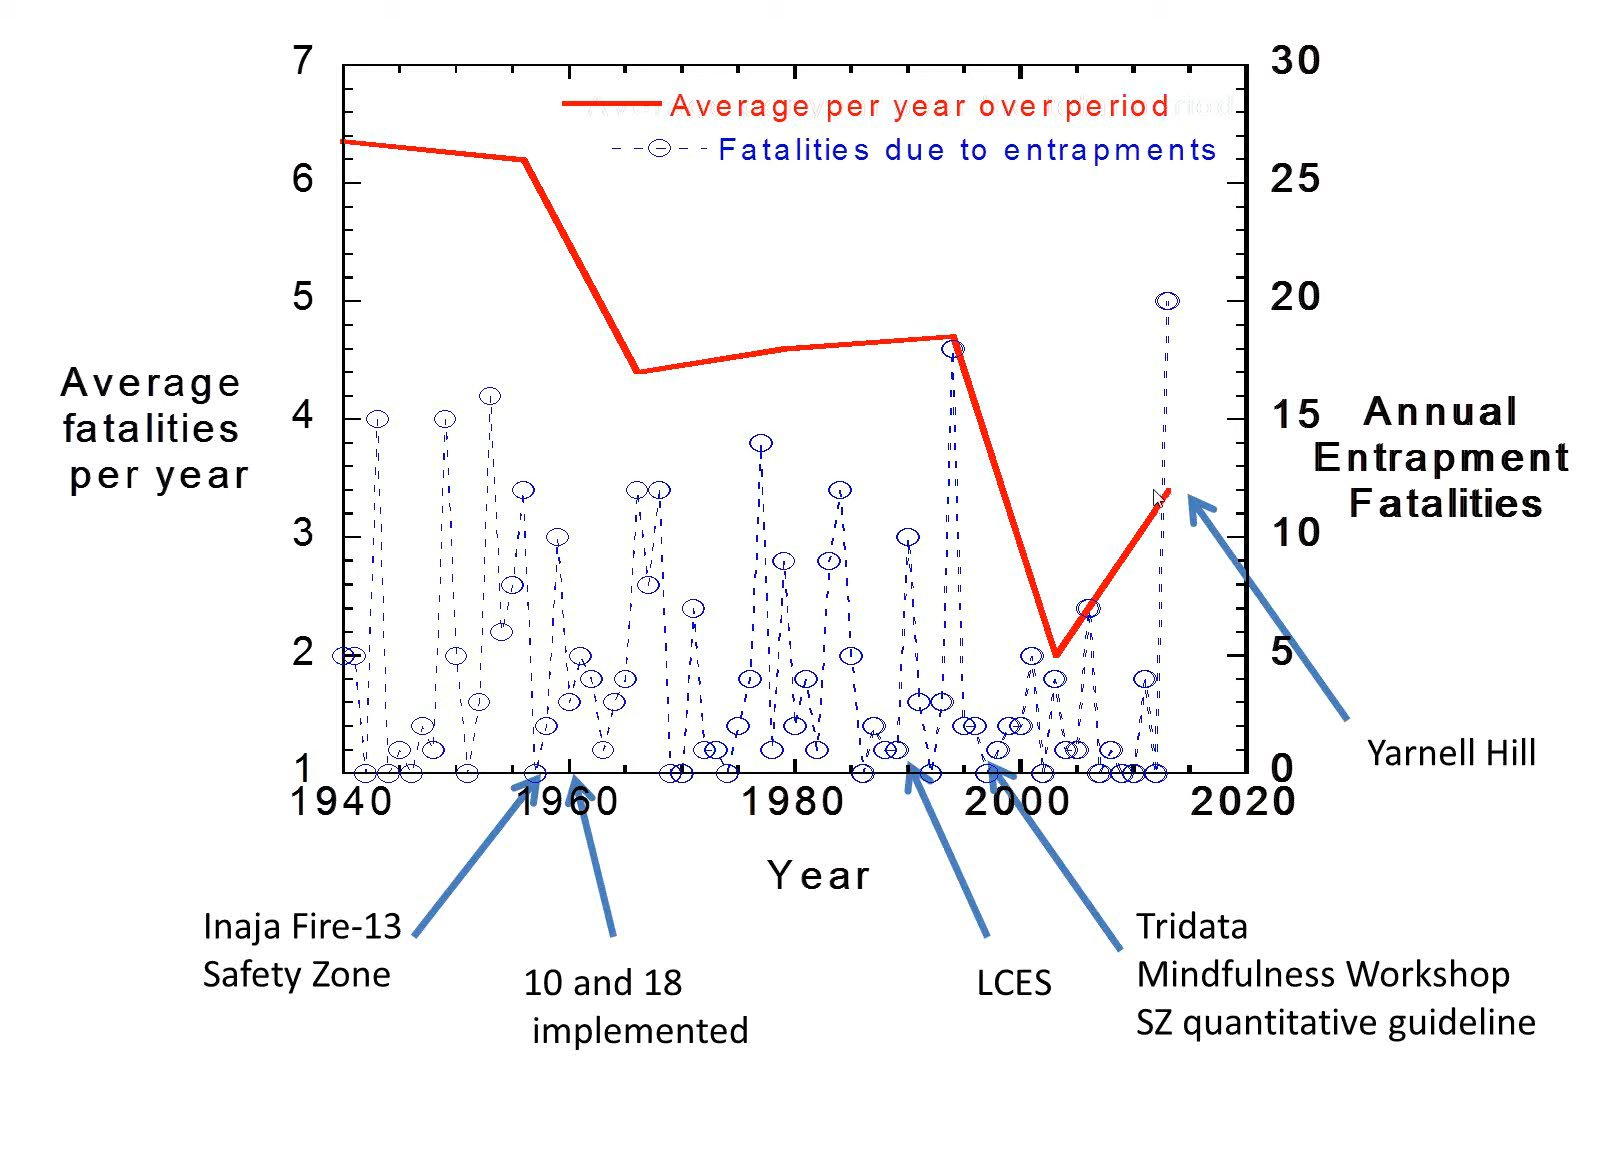 7
6
5
4
3
2
1
30
25
20
15
10
5
0
Average per year over period
Fatalities due to entrapments
Average
fatalities
per year
Annual
Entrapment
Fatalities
1940
1960
1980
2000
2020
Year
Yarnell Hill
Inaja Fire-13
Safety Zone
10 and 18
implemented
LCES
Tridata
Mindfulness Workshop
SZ quantitative guideline